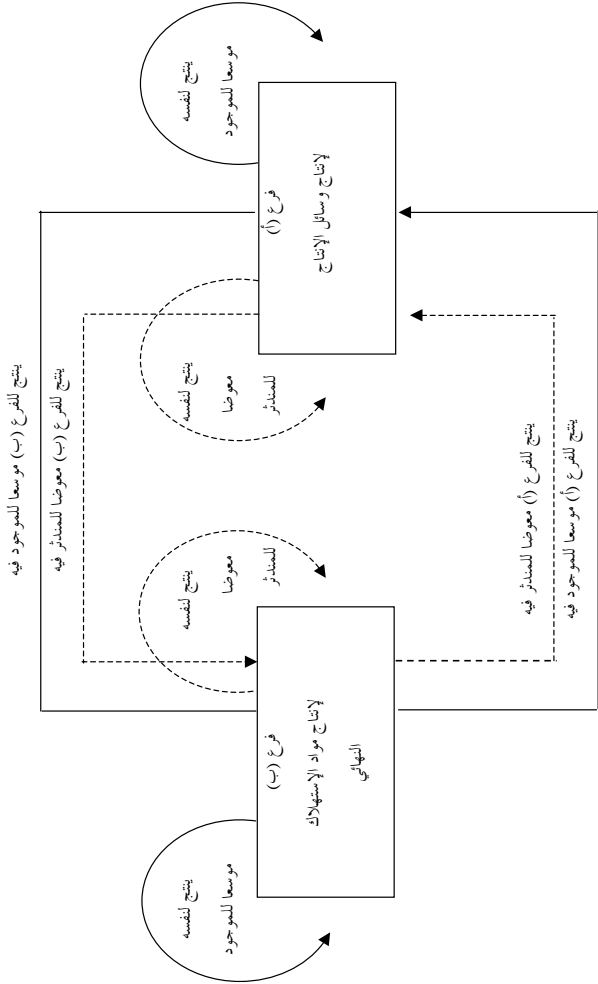 ينتج للفرع (ب) موسعا للموجود فيه
ينتج للفرع (ب) معوضا للمندثر فيه
ينتج لنفسه
موسعا للموجود
فرع (أ)
لإنتاج وسائل الإنتاج
ينتج لنفسه
معوضا
للمندثر
ينتج لنفسه
معوضا
للمندثر
فرع (ب)
لإنتاج مواد الإستهلاك
النهائي
ينتج لنفسه
موسعا للموجود
ينتج للفرع (أ) معوضا للمندثر فيه
ينتج للفرع (أ) موسعا للموجود فيه